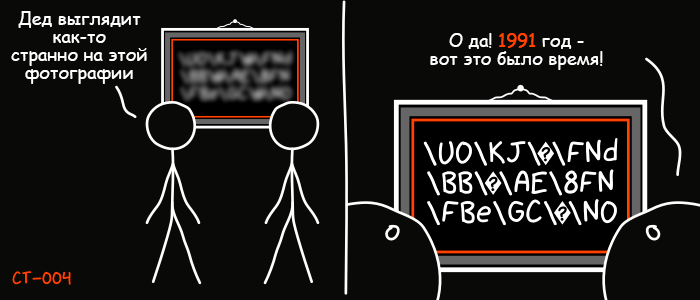 Дед выглядит
как-то
странно на этой
фотографии
О да! 1991 год -
вот это было время!
\UO\KJ\�\FNd
\BB\�\AE\8FN
\FBe\GC\�\NO
CT-004